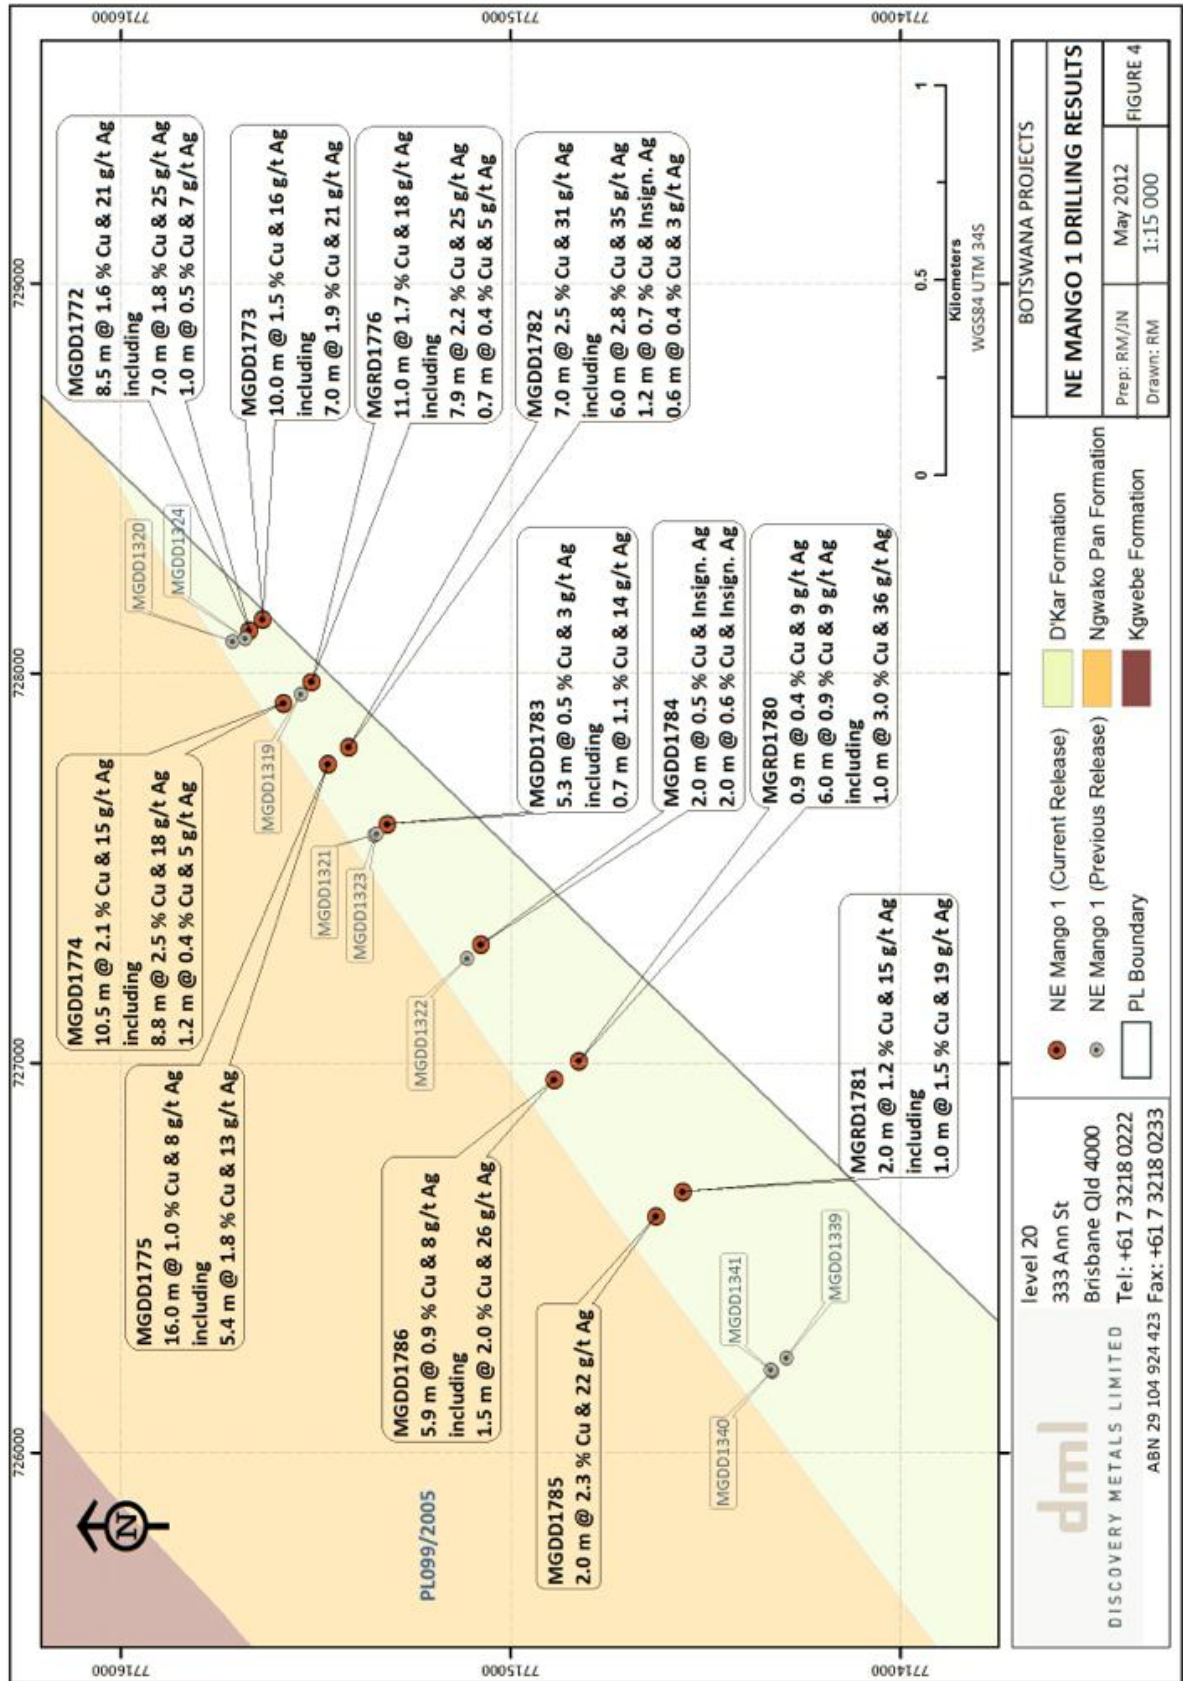 726000
727000
728000
729000
7716000
7715000
7714000
7716000
7715000
7714000
N
PL099/2005
MGDD1775
16.0 m @ 1.0 % Cu & 8 g/t Ag
including
5.4 m @ 1.8 % Cu & 13 g/t Ag
MGDD1774
10.5 m @ 2.1 % Cu & 15 g/t Ag
including
8.8 m @ 2.5 % Cu & 18 g/t Ag
1.2 m @ 0.4 % Cu & 5 g/t Ag
MGDD1772
8.5 m @ 1.6 % Cu & 21 g/t Ag
including
7.0 m @ 1.8 % Cu & 25 g/t Ag
1.0 m @ 0.5 % Cu & 7 g/t Ag
MGDD1773
10.0 m @ 1.5 % Cu & 16 g/t Ag
including
7.0 m @ 1.9 % Cu & 21 g/t Ag
MGRD1776
11.0 m @ 1.7 % Cu & 18 g/t Ag
including
7.9 m @ 2.2 % Cu & 25 g/t Ag
0.7 m @ 0.4 % Cu & 5 g/t Ag
MGDD1782
7.0 m @ 2.5 % Cu & 31 g/t Ag
including
6.0 m @ 2.8 % Cu & 35 g/t Ag
1.2 m @ 0.7 % Cu & Insign. Ag
0.6 m @ 0.4 % Cu & 3 g/t Ag
MGDD1320
MGDD1324
MGDD1319
MGDD1321
MGDD1323
MGDD1322
MGDD1786
5.9 m @ 0.9 % Cu & 8 g/t Ag
including
1.5 m @ 2.0 % Cu & 26 g/t Ag
MGDD1783
5.3 m @ 0.5 % Cu & 3 g/t Ag
including
0.7 m @ 1.1 % Cu & 14 g/t Ag
MGDD1784
2.0 m @ 0.5 % Cu & Insign. Ag
2.0 m @ 0.6 % Cu & Insign. Ag
MGRD1780
0.9 m @ 0.4 % Cu & 9 g/t Ag
6.0 m @ 0.9 % Cu & 9 g/t Ag
including
1.0 m @ 3.0 % Cu & 36 g/t Ag
MGDD1785
2.0 m @ 2.3 % Cu & 22 g/t Ag
MGRD1781
2.0 m @ 1.2 % Cu & 15 g/t Ag
including
1.0 m @ 1.5 % Cu & 19 g/t Ag
MGDD1340
MGDD1341
MGDD1339
0
0.5
1
Kilometers
WGS84 UTM 34S
dml
DISCOVERY METALS LIMITED
level 20
333 Ann St
Brisbane Qld 4000
Tel: +61 7 3218 0222
ABN 29 104 924 423 Fax: +61 7 3218 0233
NE Mango 1 (Current Release)
NE Mango 1 (Previous Release)
PL Boundary
D'Kar Formation
Ngwako Pan Formation
Kgwebe Formation
BOTSWANA PROJECTS
NE MANGO 1 DRILLING RESULTS
Prep: RM/JN
May 2012
FIGURE 4
Drawn: RM
1:15 000